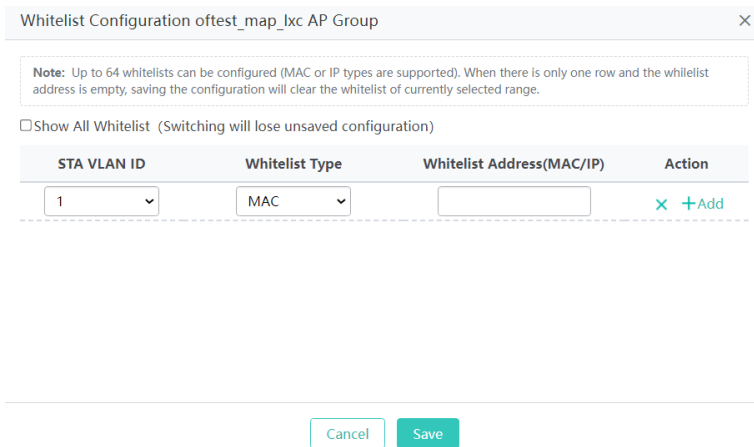 Whitelist Configuration oftest_map_lxc AP Group
Note: Up to 64 whitelists can be configured (MAC or IP types are supported). When there is only one row and the whilelist
address is empty, saving the configuration will clear the whitelist of currently selected range.
Show All Whitelist (Switching will lose unsaved configuration)
STA VLAN ID Whitelist Type Whitelist Address(MAC/IP) Action
1 MAC Add
Cancel Save